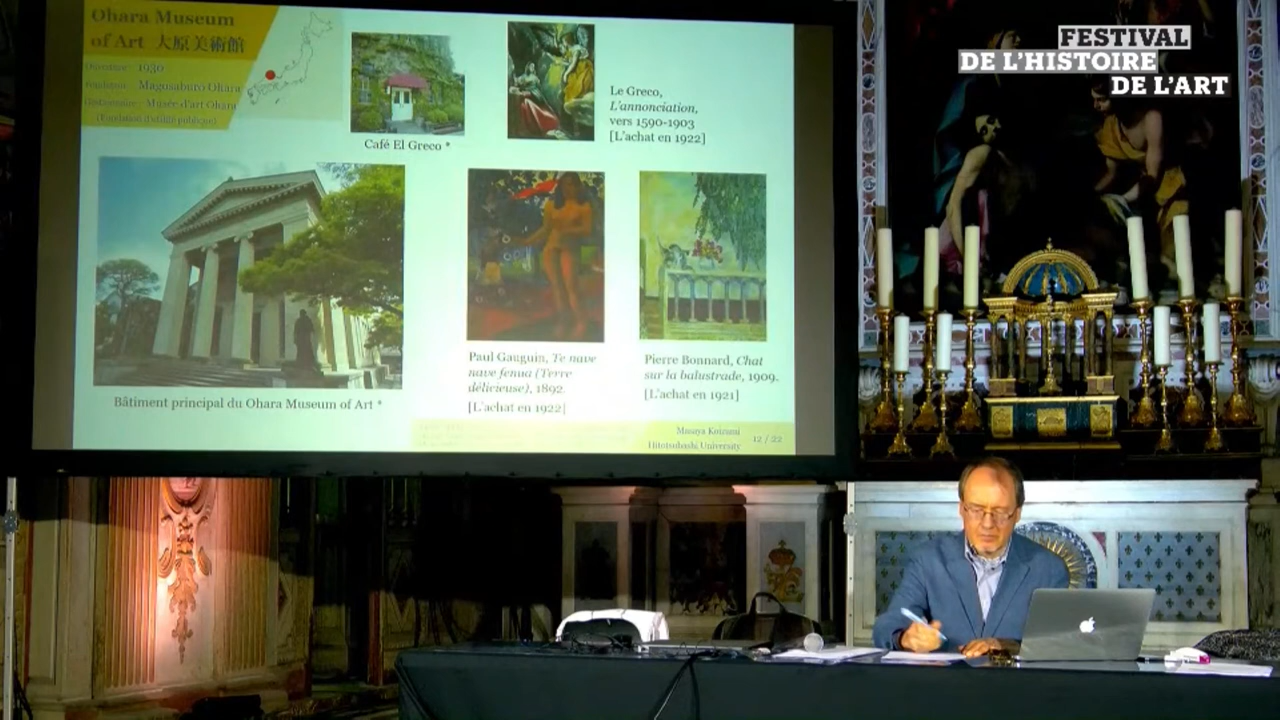 Ohara Museum
of Art 大原美術館
Ouverture: 1930
Fondateur: Magosaburo Ohara
Musée d'art Ohara
(Fondation d'utilité publique)
Café El Greco *
Le Greco,
L'annonciation,
vers 1590-1903
[L'achat en 1922]
Bâtiment principal du Ohara Museum of Art *
Paul Gauguin, Te nave
nave fenua (Terre
délicieuse), 1892.
[L'achat en 1922]
Pierre Bonnard, Chat
sur la balustrade, 1909.
[L'achat en 1921]
Masaya Koizumi
Hitotsubashi University
12 / 22
FESTIVAL
DE L'HISTOIRE
DE L'ART